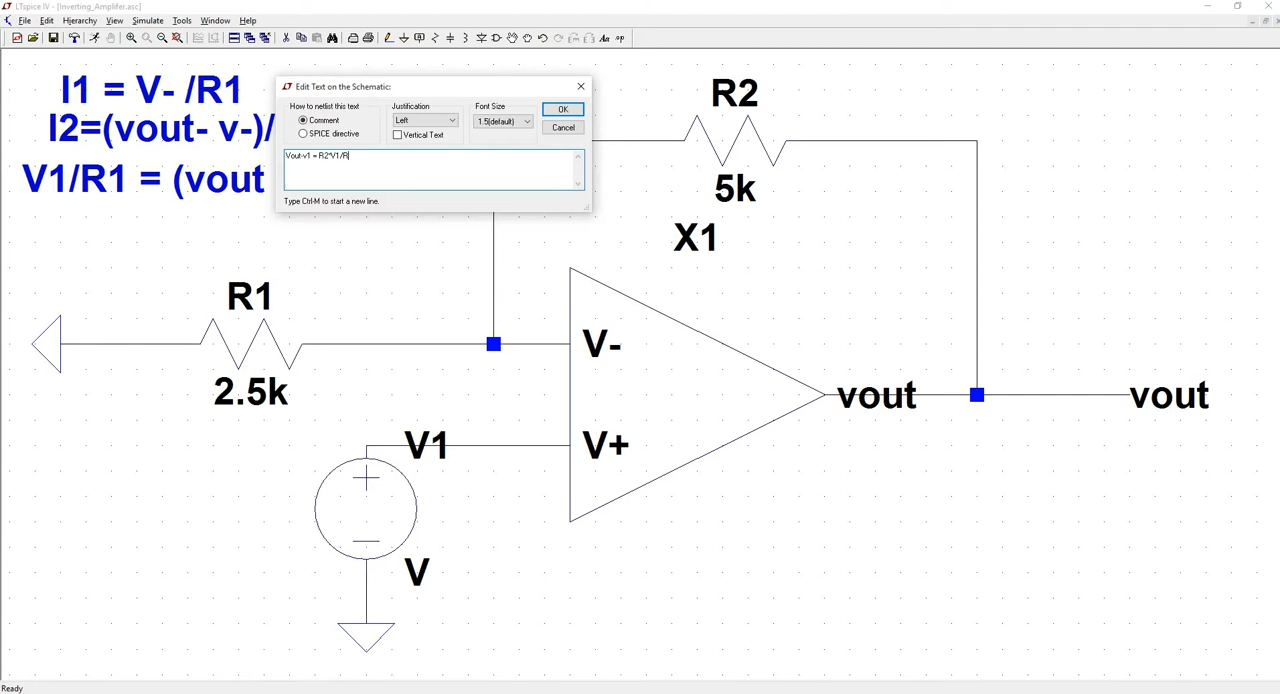 LTspice IV - [Inverting_Amplifer.asc]
File Edit Hierarchy View Simulate Tools Window Help
I1 = V- /R1
I2=(vout- v-)/
V1/R1 = (vout
Edit Text on the Schematic:
How to netlist this text
Comment
SPICE directive
Justification
Left
Vertical Text
Font Size
1.5(default)
OK
Cancel
Vout-v1 = R2*V1/R
Type Ctrl-M to start a new line.
R2
5k
X1
R1
2.5k
V-
V+
vout
vout
V1
V
Ready